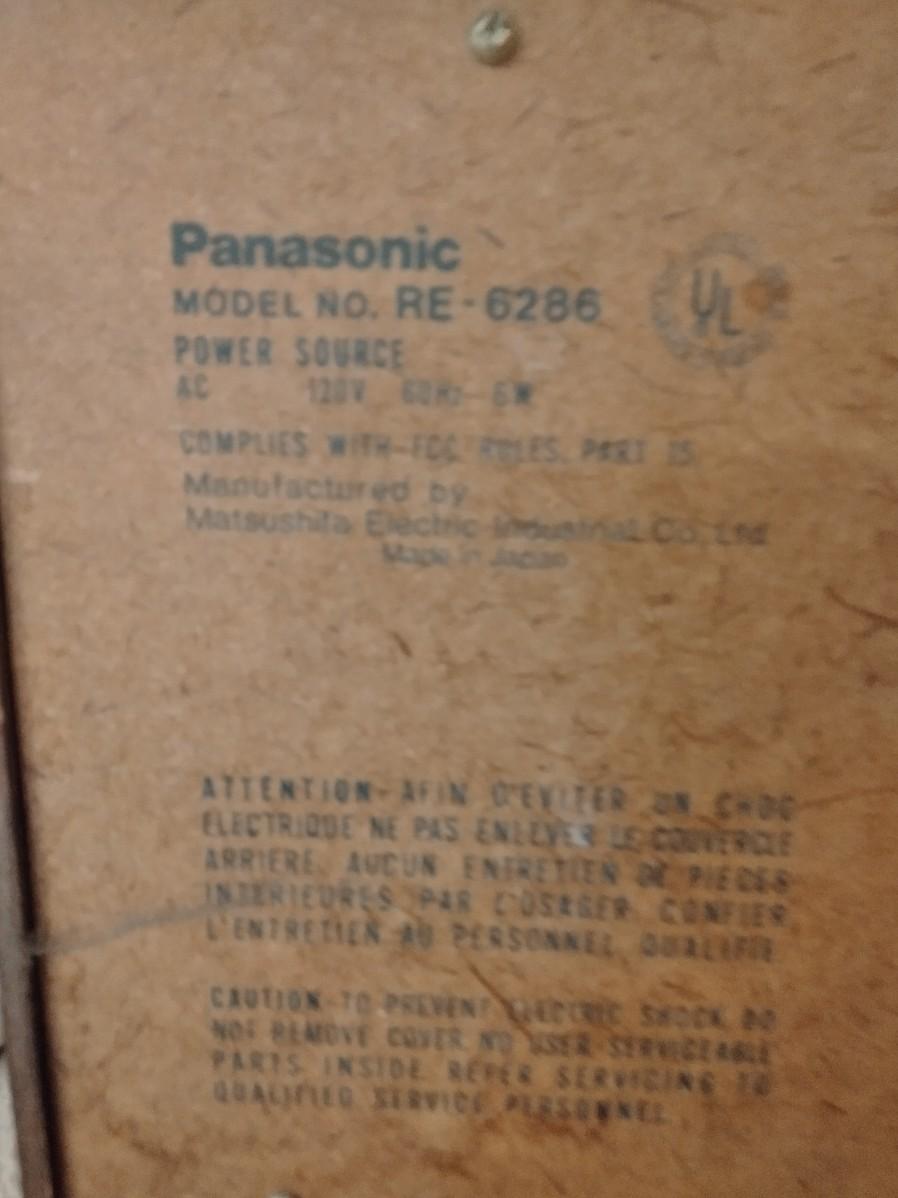 Panasonic
MODEL NO. RE-6286
UL
POWER SOURCE
AC 120V 60Hz 6W
COMPLIES WITH FCC RULES, PART 15
Manufactured by
Matsushita Electric Industrial Co., Ltd
Made in Japan
ATTENTION- AFIN D'EVITER UN CHOC
ELECTRIQUE NE PAS ENLEVER LE COUVERCLE
ARRIERE. AUCUN ENTRETIEN DE PIECES
INTERIEURES PAR L'USAGER. CONFIER
L'ENTRETIEN AU PERSONNEL QUALIFIE.
CAUTION-TO PREVENT ELECTRIC SHOCK DO
NOT REMOVE COVER. NO USER SERVICEABLE
PARTS INSIDE. REFER SERVICING TO
QUALIFIED SERVICE PERSONNEL.